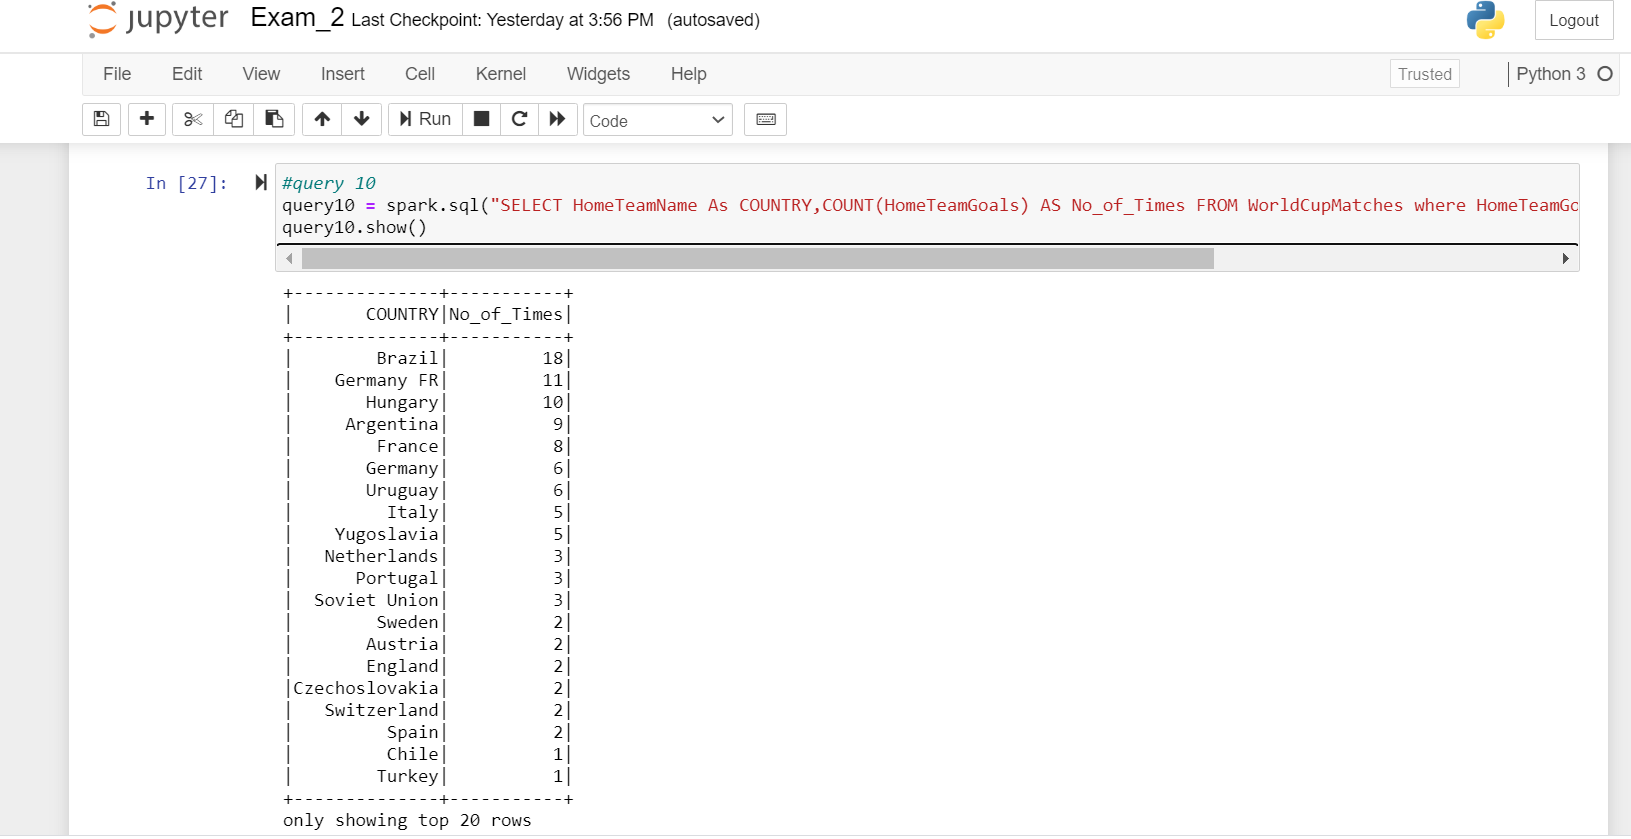 jupyter Exam_2 Last Checkpoint: Yesterday at 3:56 PM (autosaved) Logout
File Edit View Insert Cell Kernel Widgets Help Trusted Python 3
Run Code
In [27]: #query 10
query10 = spark.sql("SELECT HomeTeamName As COUNTRY,COUNT(HomeTeamGoals) AS No_of_Times FROM WorldCupMatches where HomeTeamGo
query10.show()
+--------------+-----------+
|       COUNTRY|No_of_Times|
+--------------+-----------+
|        Brazil|         18|
|    Germany FR|         11|
|       Hungary|         10|
|     Argentina|          9|
|        France|          8|
|       Germany|          6|
|       Uruguay|          6|
|         Italy|          5|
|    Yugoslavia|          5|
|   Netherlands|          3|
|      Portugal|          3|
|  Soviet Union|          3|
|        Sweden|          2|
|       Austria|          2|
|       England|          2|
|Czechoslovakia|          2|
|   Switzerland|          2|
|         Spain|          2|
|         Chile|          1|
|        Turkey|          1|
+--------------+-----------+
only showing top 20 rows